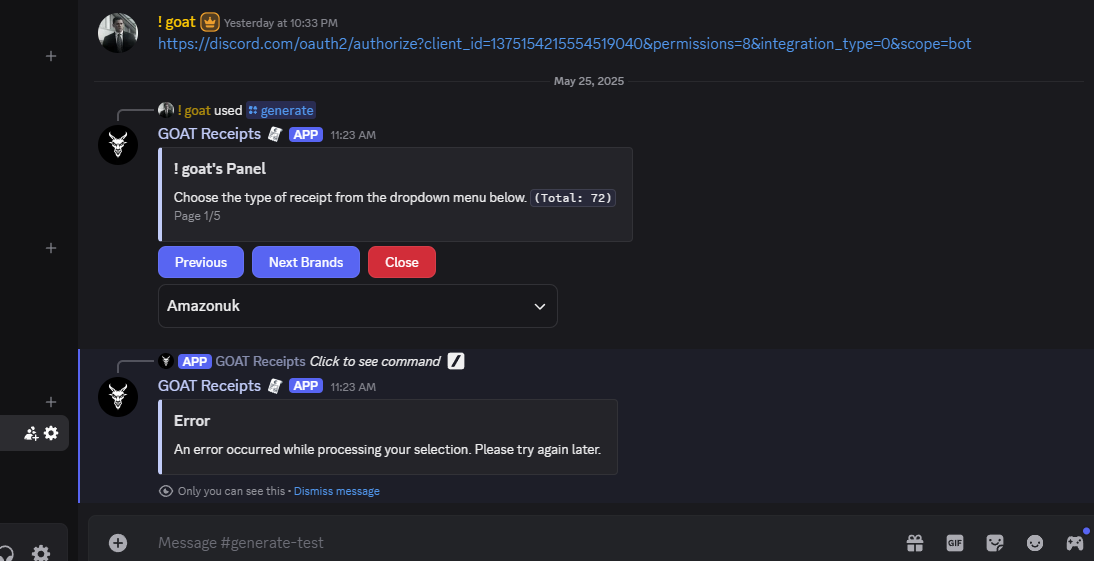 ! goat Yesterday at 10:33 PM
https://discord.com/oauth2/authorize?client_id=1375154215554519040&permissions=8&integration_type=0&scope=bot
May 25, 2025
! goat used generate
GOAT Receipts APP 11:23 AM
! goat's Panel
Choose the type of receipt from the dropdown menu below. (Total: 72)
Page 1/5
Previous Next Brands Close
Amazonuk
APP GOAT Receipts Click to see command
GOAT Receipts APP 11:23 AM
Error
An error occurred while processing your selection. Please try again later.
Only you can see this • Dismiss message
Message #generate-test
GIF